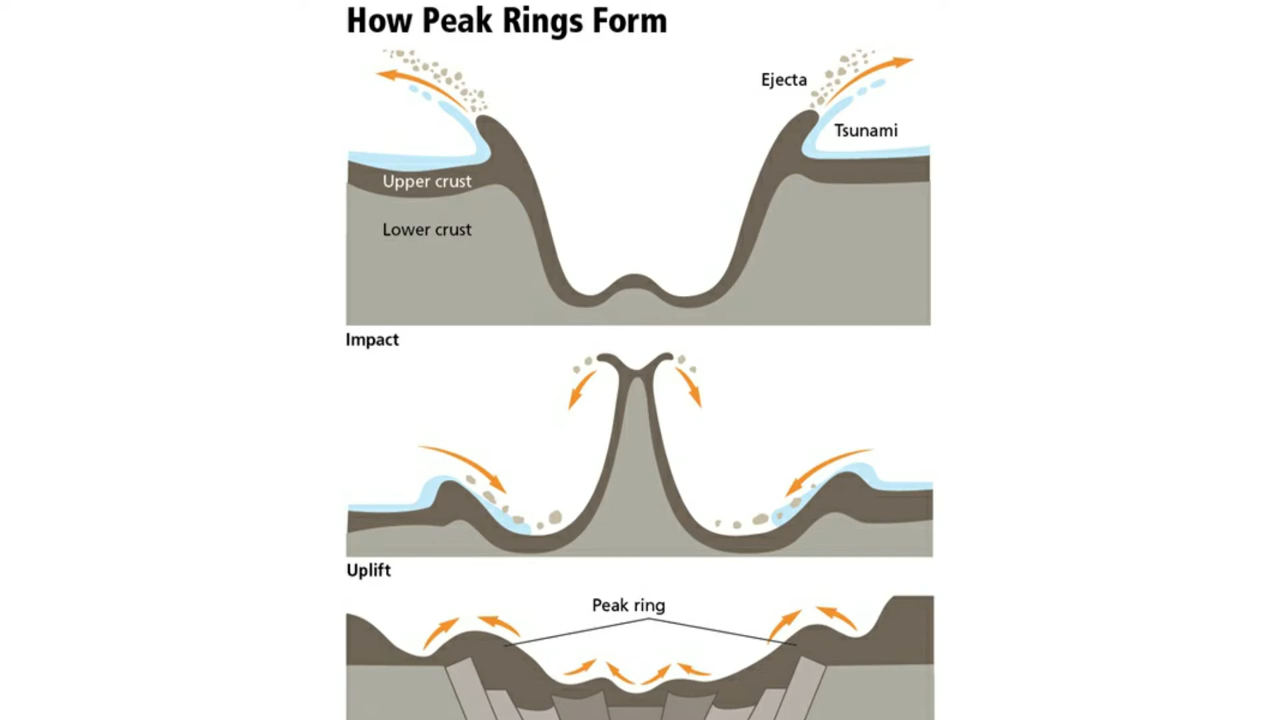 How Peak Rings Form
Ejecta
Tsunami
Upper crust
Lower crust
Impact
Uplift
Peak ring